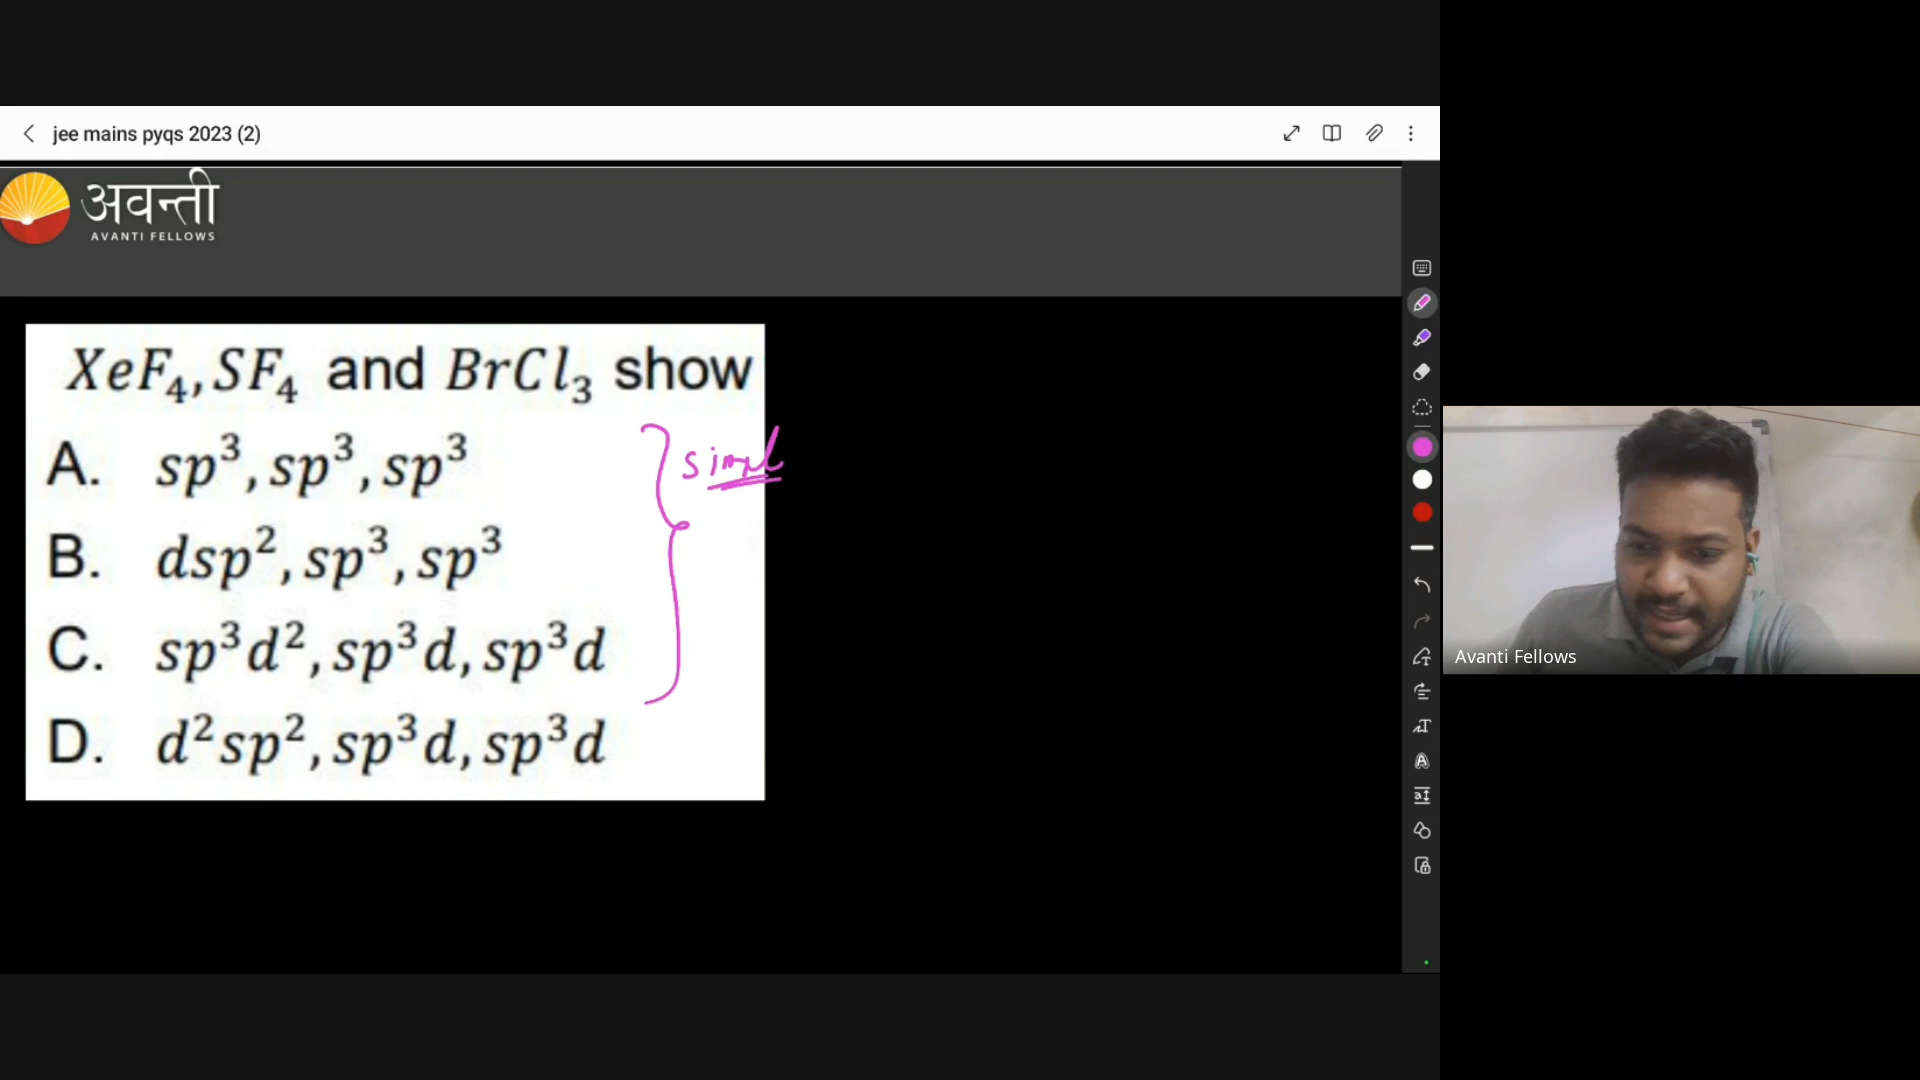 jee mains pyqs 2023 (2)
अवन्ती
AVANTI FELLOWS
XeF₄, SF₄ and BrCl₃ show
A. sp³, sp³, sp³
B. dsp², sp³, sp³
C. sp³d², sp³d, sp³d
D. d²sp², sp³d, sp³d
Avanti Fellows